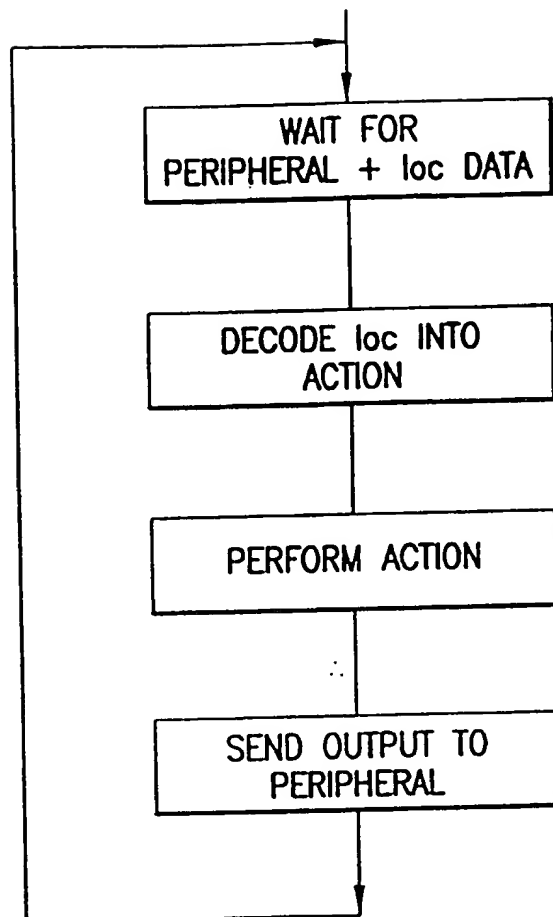 WAIT FOR
PERIPHERAL + loc DATA
DECODE loc INTO
ACTION
PERFORM ACTION
SEND OUTPUT TO
PERIPHERAL